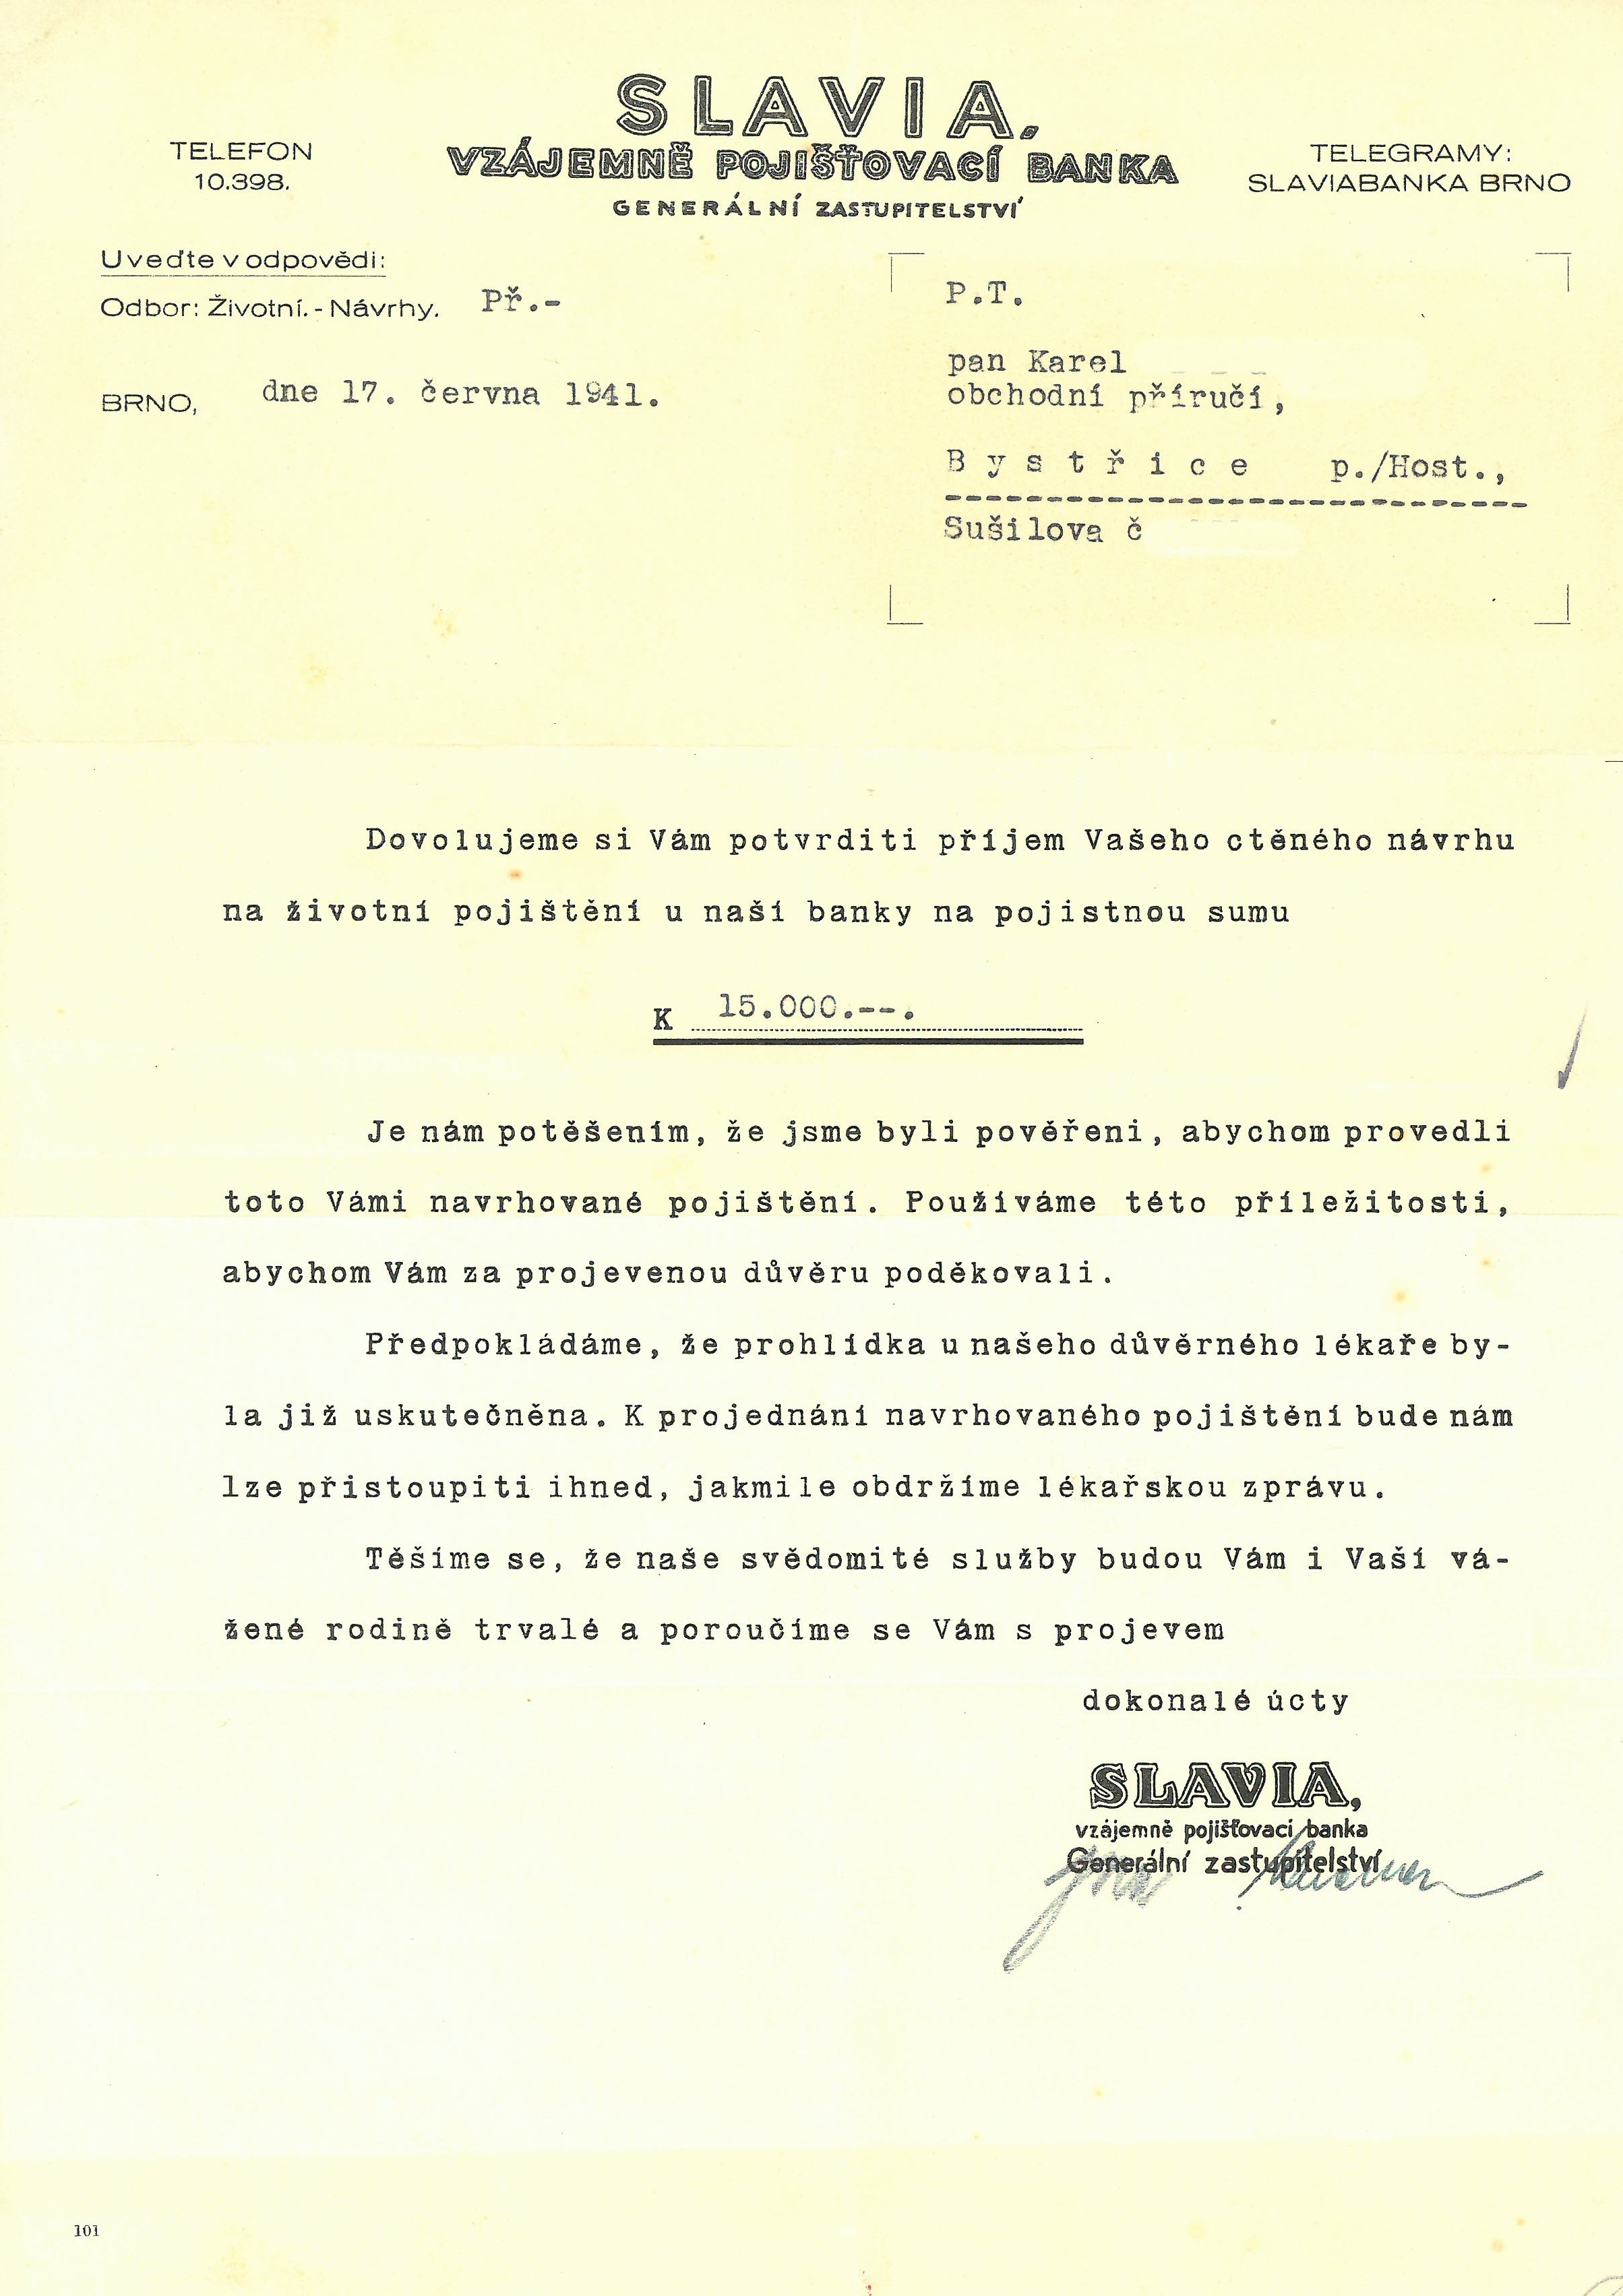 SLAVIA,
VZÁJEMNĚ POJIŠŤOVACÍ BANKA
GENERÁLNÍ ZASTUPITELSTVÍ
TELEFON
10.398.
TELEGRAMY:
SLAVIABANKA BRNO
Uveďte v odpovědi:
Odbor: Životní. - Návrhy. Př.-
BRNO, dne 17. června 1941.
P.T.
pan Karel
obchodní příručí,
Bystřice p./Host.,
Sušilova č
Dovolujeme si Vám potvrditi příjem Vašeho ctěného návrhu
na životní pojištění u naší banky na pojistnou sumu
K 15.000.--.
Je nám potěšením, že jsme byli pověřeni, abychom provedli
toto Vámi navrhované pojištění. Používáme této příležitosti,
abychom Vám za projevenou důvěru poděkovali.
Předpokládáme, že prohlídka u našeho důvěrného lékaře by-
la již uskutečněna. K projednání navrhovaného pojištění bude nám
lze přistoupiti ihned, jakmile obdržíme lékařskou zprávu.
Těšíme se, že naše svědomité služby budou Vám i Vaší vá-
žené rodině trvalé a poroučíme se Vám s projevem
dokonalé úcty
SLAVIA,
vzájemně pojišťovací banka
Generální zastupitelství
101